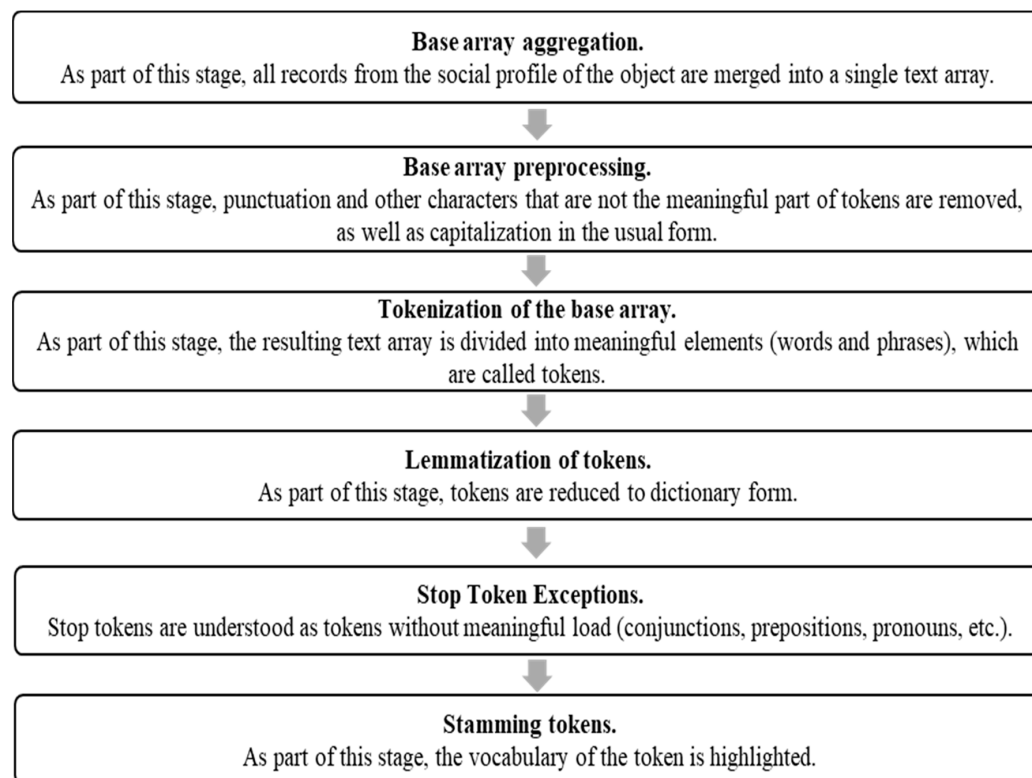 Base array aggregation.
As part of this stage, all records from the social profile of the object are merged into a single text array.
Base array preprocessing.
As part of this stage, punctuation and other characters that are not the meaningful part of tokens are removed,
as well as capitalization in the usual form.
Tokenization of the base array.
As part of this stage, the resulting text array is divided into meaningful elements (words and phrases), which
are called tokens.
Lemmatization of tokens.
As part of this stage, tokens are reduced to dictionary form.
Stop Token Exceptions.
Stop tokens are understood as tokens without meaningful load (conjunctions, prepositions, pronouns, etc.).
Stamming tokens.
As part of this stage, the vocabulary of the token is highlighted.